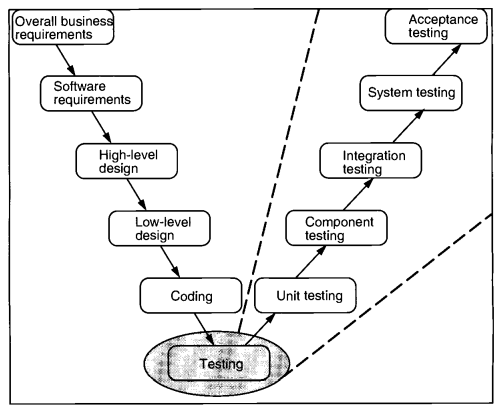 Overall business
requirements
Software
requirements
High-level
design
Low-level
design
Coding
Testing
Unit testing
Component
testing
Integration
testing
System testing
Acceptance
testing